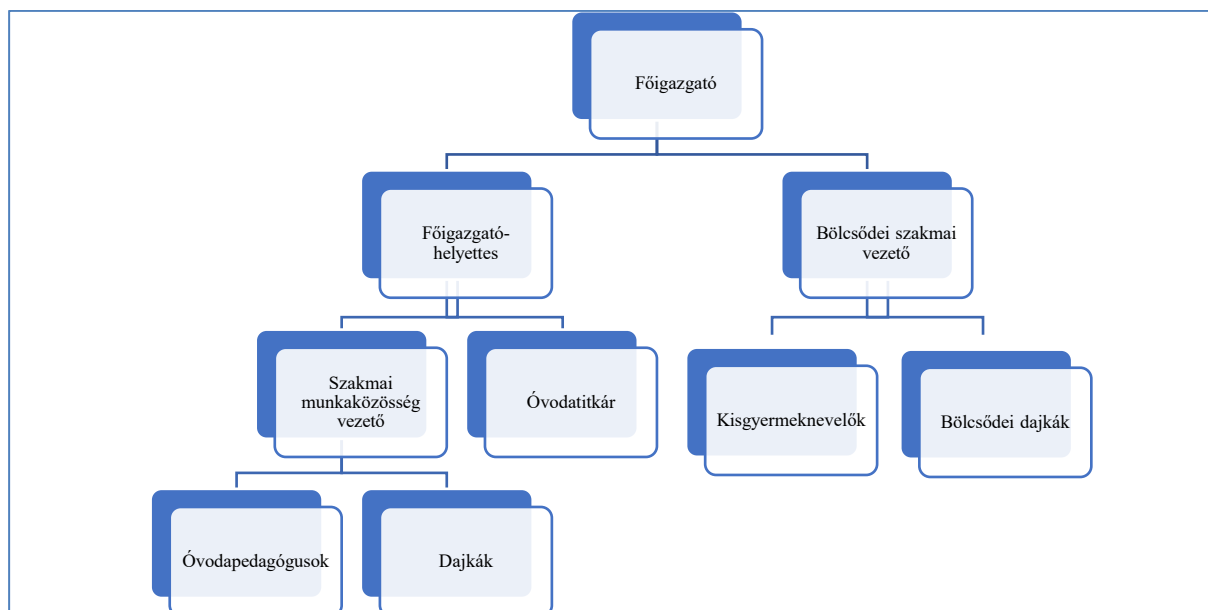 Főigazgató
Főigazgató-
helyettes
Bölcsődei szakmai
vezető
Szakmai
munkaközösség
vezető
Óvodatitkár
Kisgyermeknevelők
Bölcsődei dajkák
Óvodapedagógusok
Dajkák